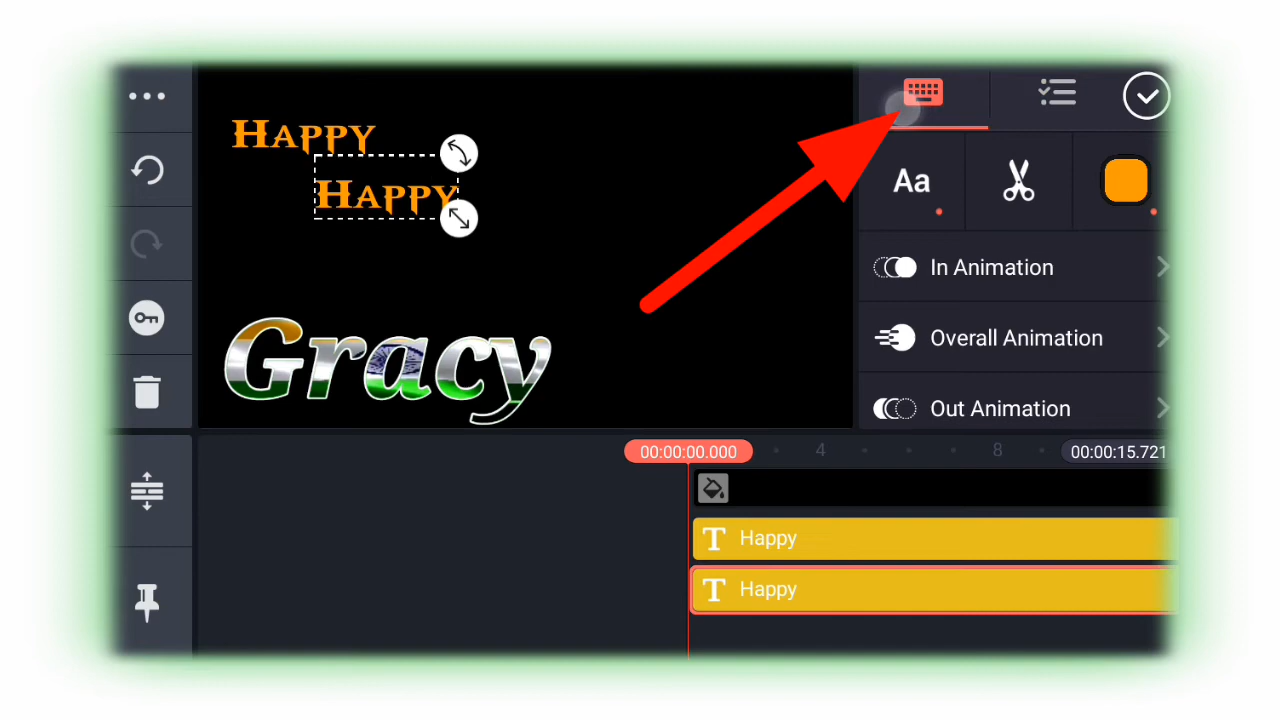 Happy
Happy
Gracy
Aa
In Animation
Overall Animation
Out Animation
00:00:00.000
4
8
00:00:15.721
T Happy
T Happy